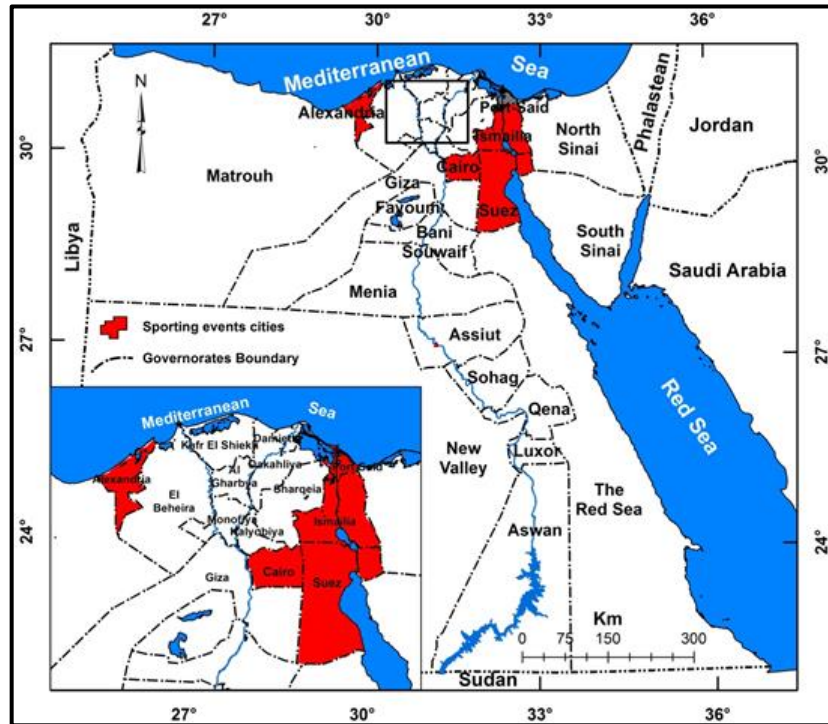 27°
30°
33°
36°
Mediterranean
Sea
N
Alexandria
Port-Said
Ismailia
North
Sinai
Phalastean
Jordan
30°
30°
Matrouh
Cairo
Giza
Fayoum
Suez
Bani
Souwaif
South
Sinai
Saudi Arabia
Libya
Menia
Sporting events cities
Governorates Boundary
27°
27°
Assiut
Sohag
Qena
Red Sea
New
Valley
Luxor
The
Red Sea
Aswan
24°
24°
Km
0 75 150 300
Sudan
Mediterranean
Sea
Kafr El Shiekh
Damietta
Dakahliya
Port-Said
Alexandria
Al
Gharbya
Sharqeia
El
Beheira
Monofiya
Ismailia
Kalyobiya
Cairo
Suez
Giza
27°
30°
33°
36°